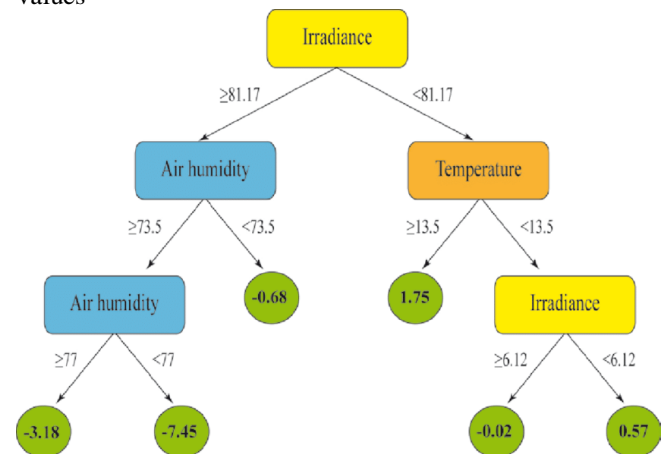 values
Irradiance
≥81.17 <81.17
Air humidity Temperature
≥73.5 <73.5 ≥13.5 <13.5
Air humidity -0.68 1.75 Irradiance
≥77 <77 ≥6.12 <6.12
-3.18 -7.45 -0.02 0.57